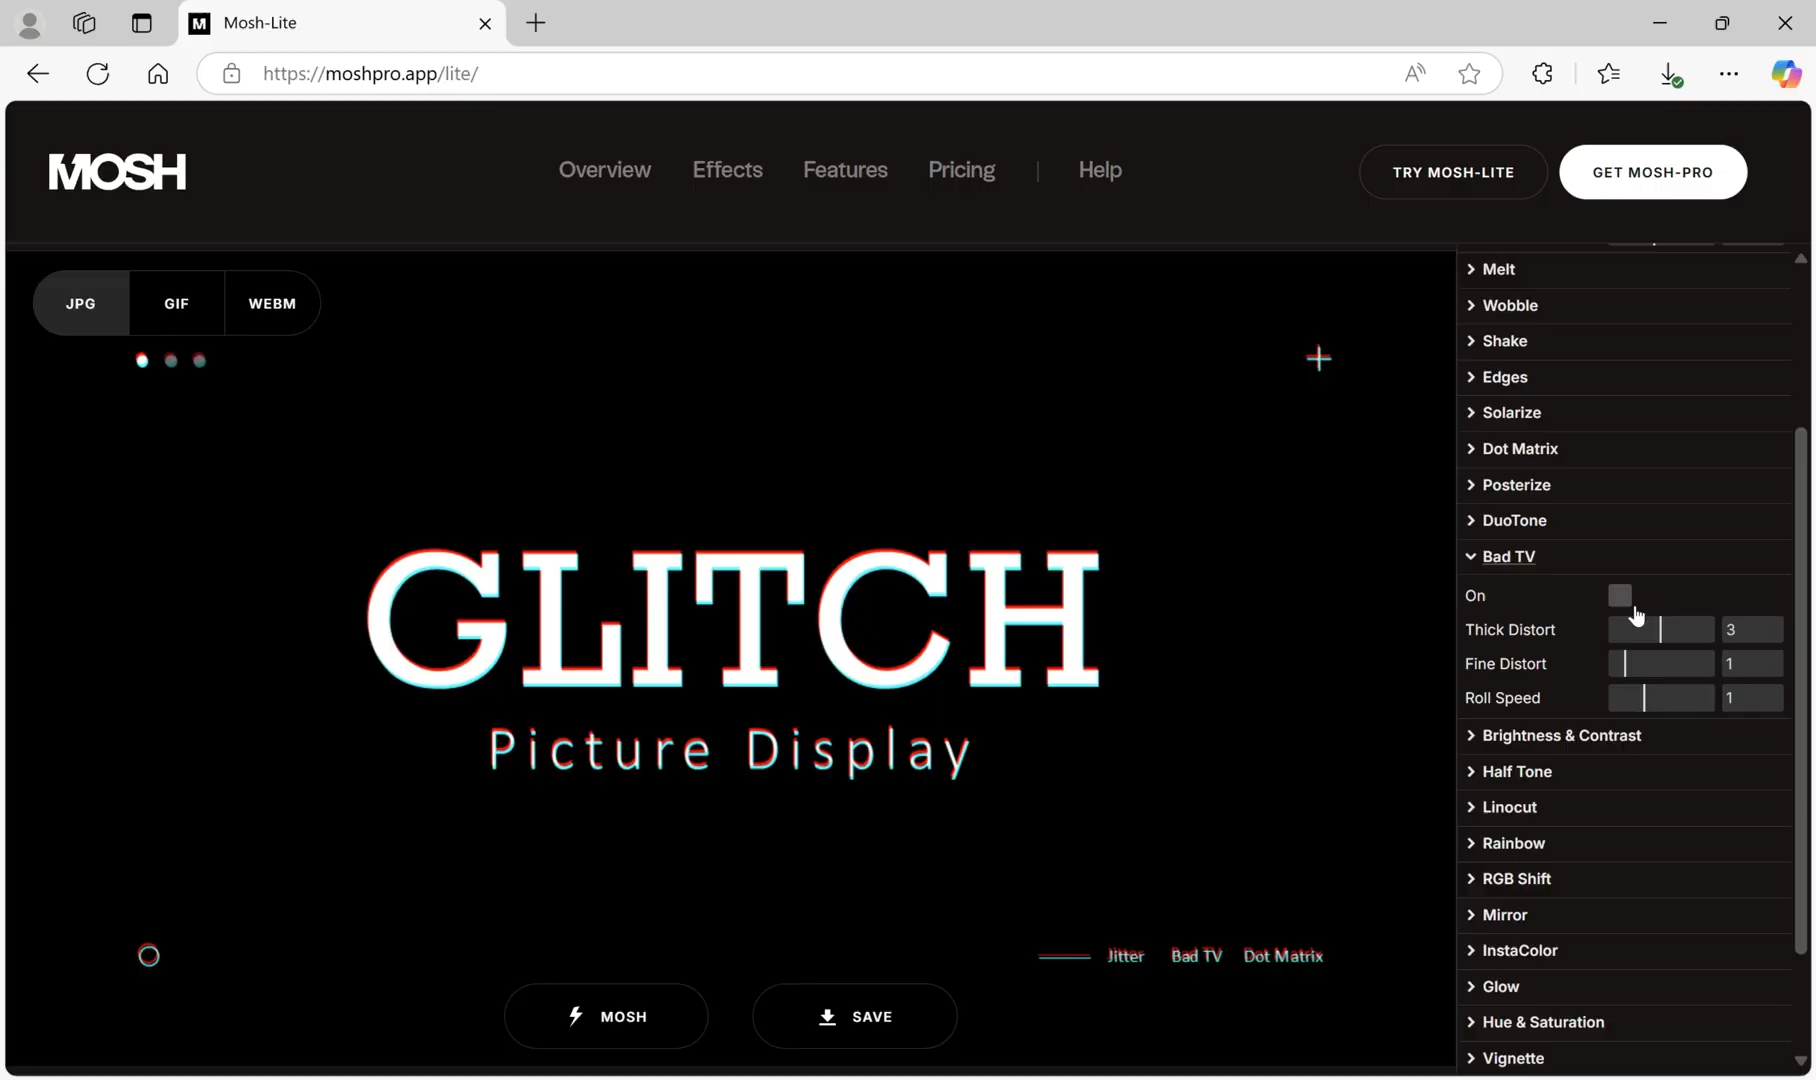 M Mosh-Lite
https://moshpro.app/lite/
MOSH
Overview Effects Features Pricing | Help
TRY MOSH-LITE
GET MOSH-PRO
JPG GIF WEBM
GLITCH
Picture Display
Jitter Bad TV Dot Matrix
MOSH
SAVE
Melt
Wobble
Shake
Edges
Solarize
Dot Matrix
Posterize
DuoTone
Bad TV
On
Thick Distort 3
Fine Distort 1
Roll Speed 1
Brightness & Contrast
Half Tone
Linocut
Rainbow
RGB Shift
Mirror
InstaColor
Glow
Hue & Saturation
Vignette